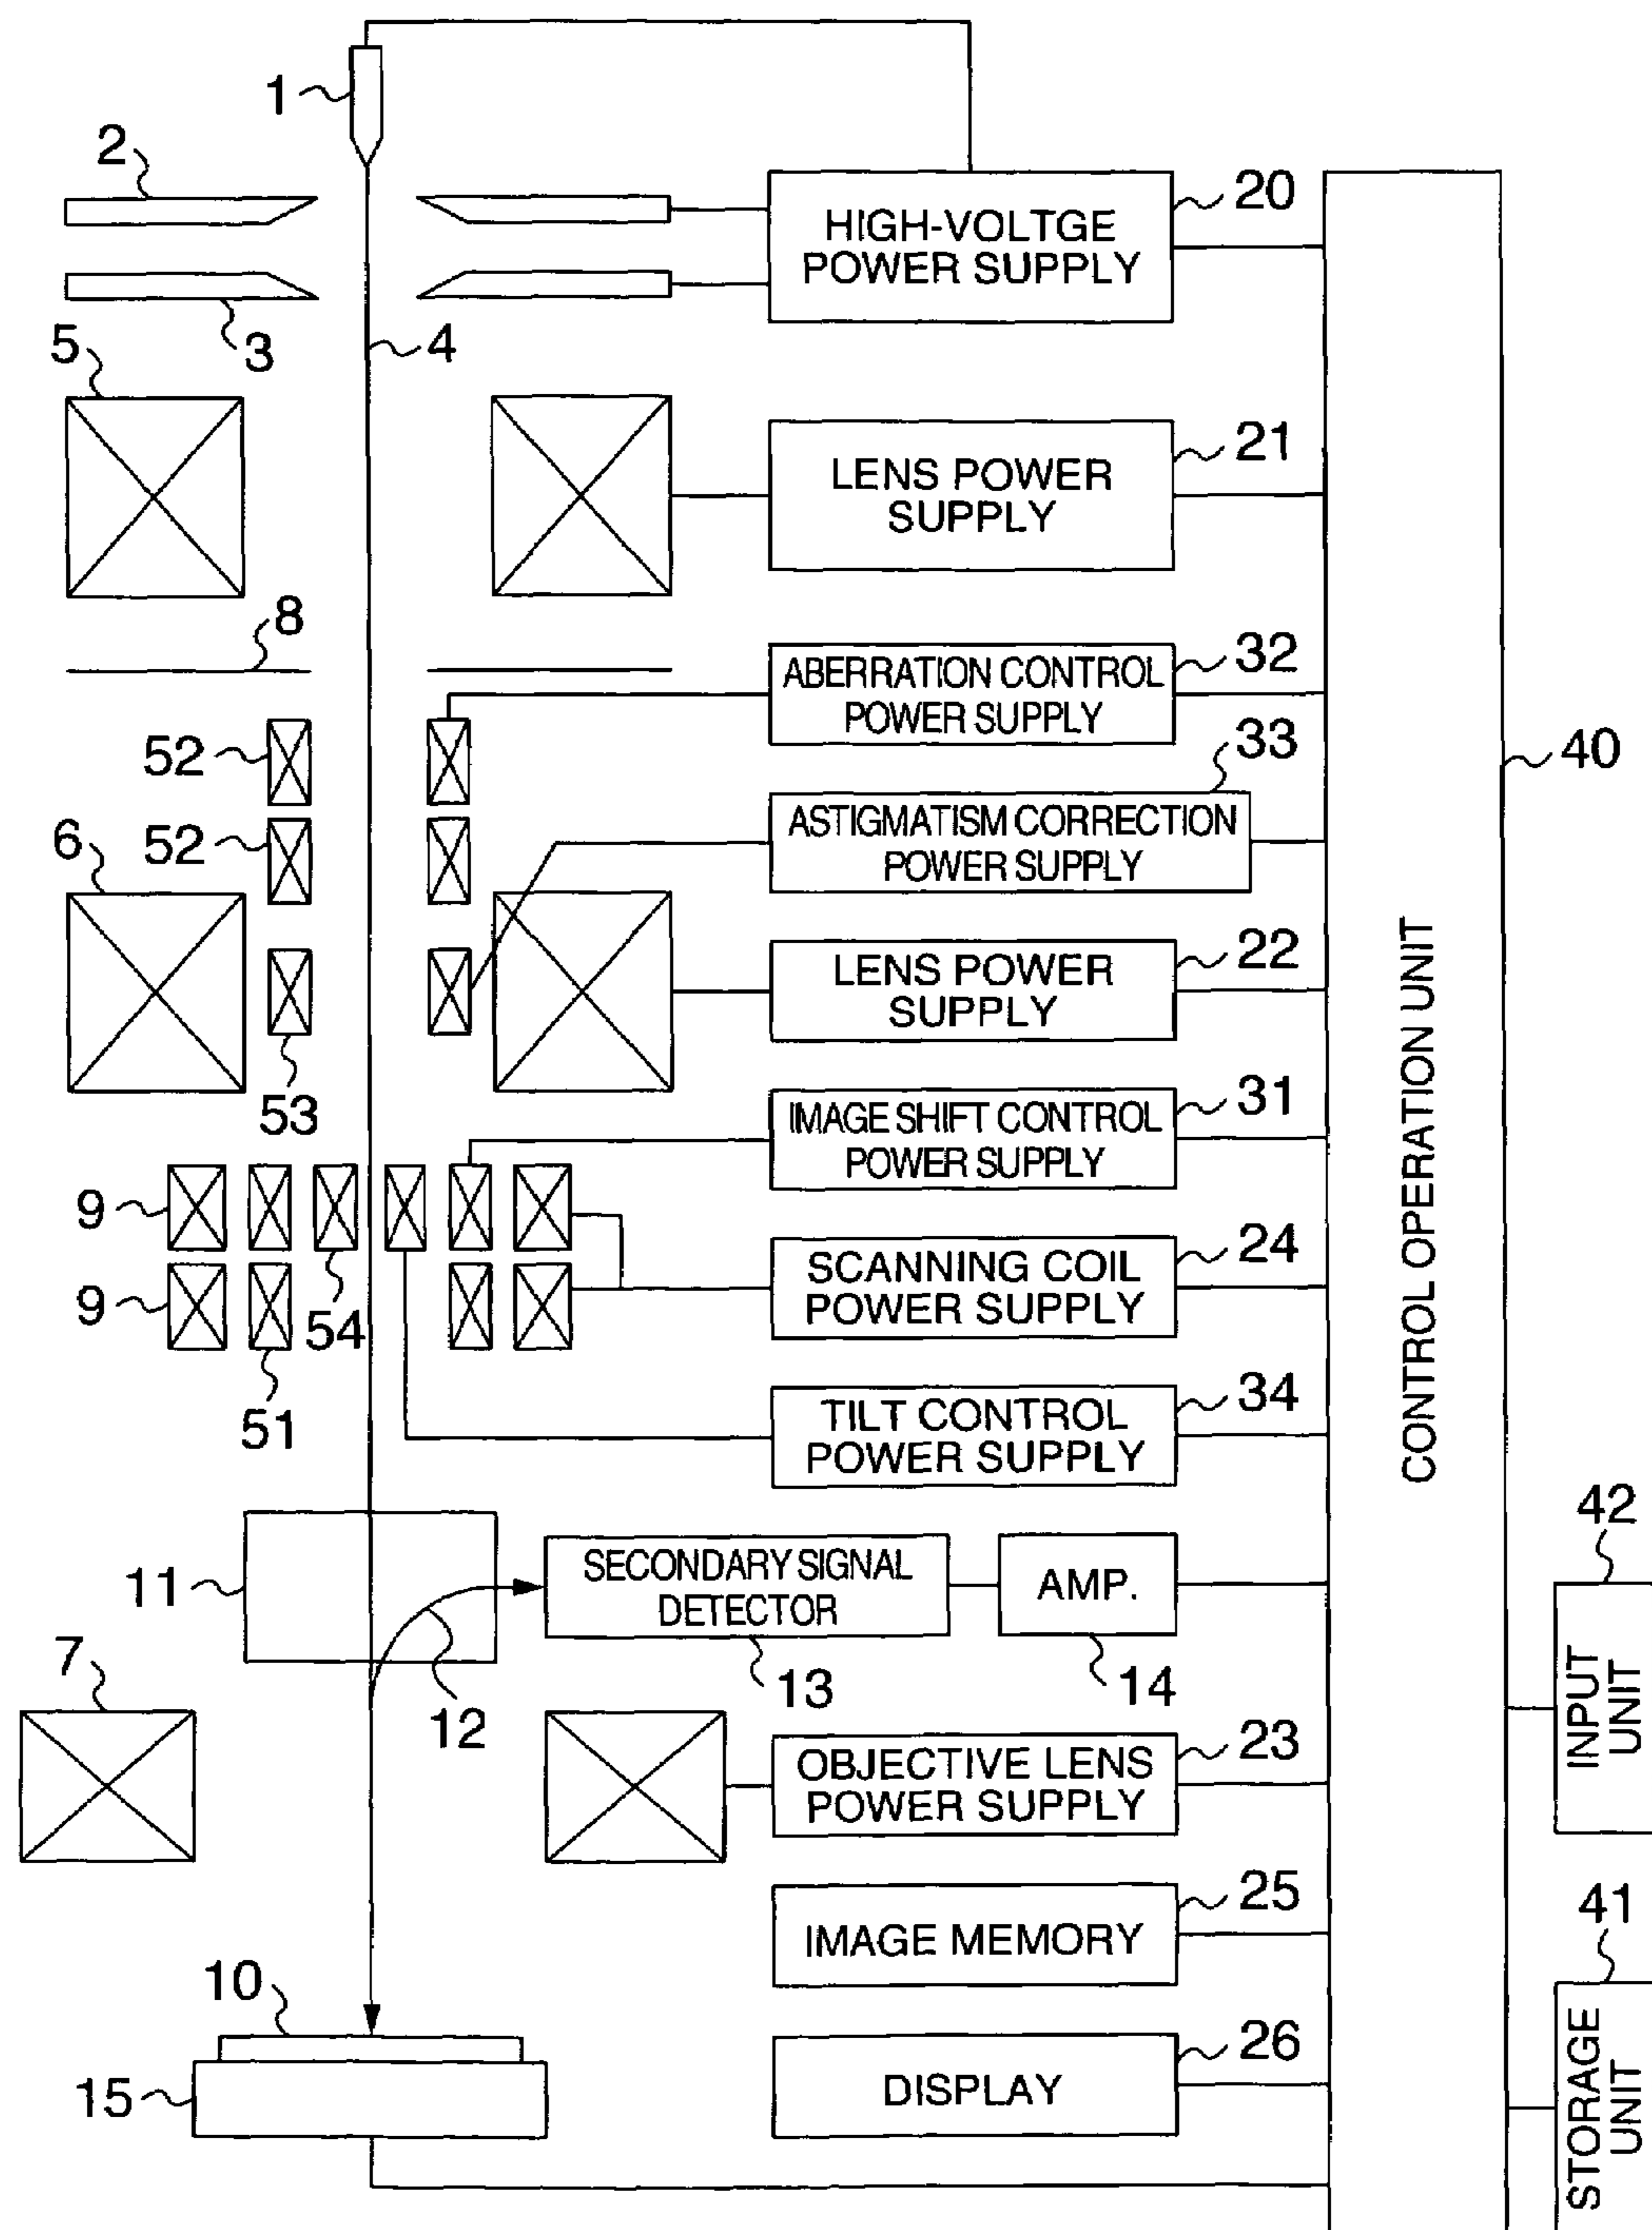 1
2
HIGH-VOLTGE
POWER SUPPLY
20
3
4
5
LENS POWER
SUPPLY
21
8
ABERRATION CONTROL
POWER SUPPLY
32
52
33
40
ASTIGMATISM CORRECTION
POWER SUPPLY
6
52
LENS POWER
SUPPLY
22
53
IMAGE SHIFT CONTROL
POWER SUPPLY
31
CONTROL OPERATION UNIT
9
SCANNING COIL
POWER SUPPLY
24
9
54
51
TILT CONTROL
POWER SUPPLY
34
42
INPUT
UNIT
11
SECONDARY SIGNAL
DETECTOR
AMP.
13
14
12
7
OBJECTIVE LENS
POWER SUPPLY
23
IMAGE MEMORY
25
41
STORAGE
UNIT
10
15
DISPLAY
26